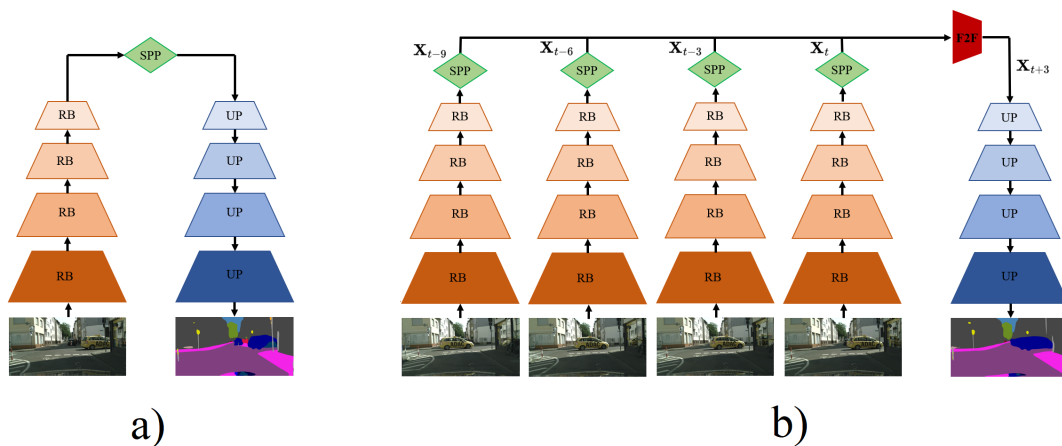 SPP
RB
RB
RB
RB
UP
UP
UP
UP
a)
X_{t-9}
X_{t-6}
X_{t-3}
X_t
F2F
X_{t+3}
SPP
SPP
SPP
SPP
RB
RB
RB
RB
UP
RB
RB
RB
RB
UP
RB
RB
RB
RB
UP
RB
RB
RB
RB
UP
b)